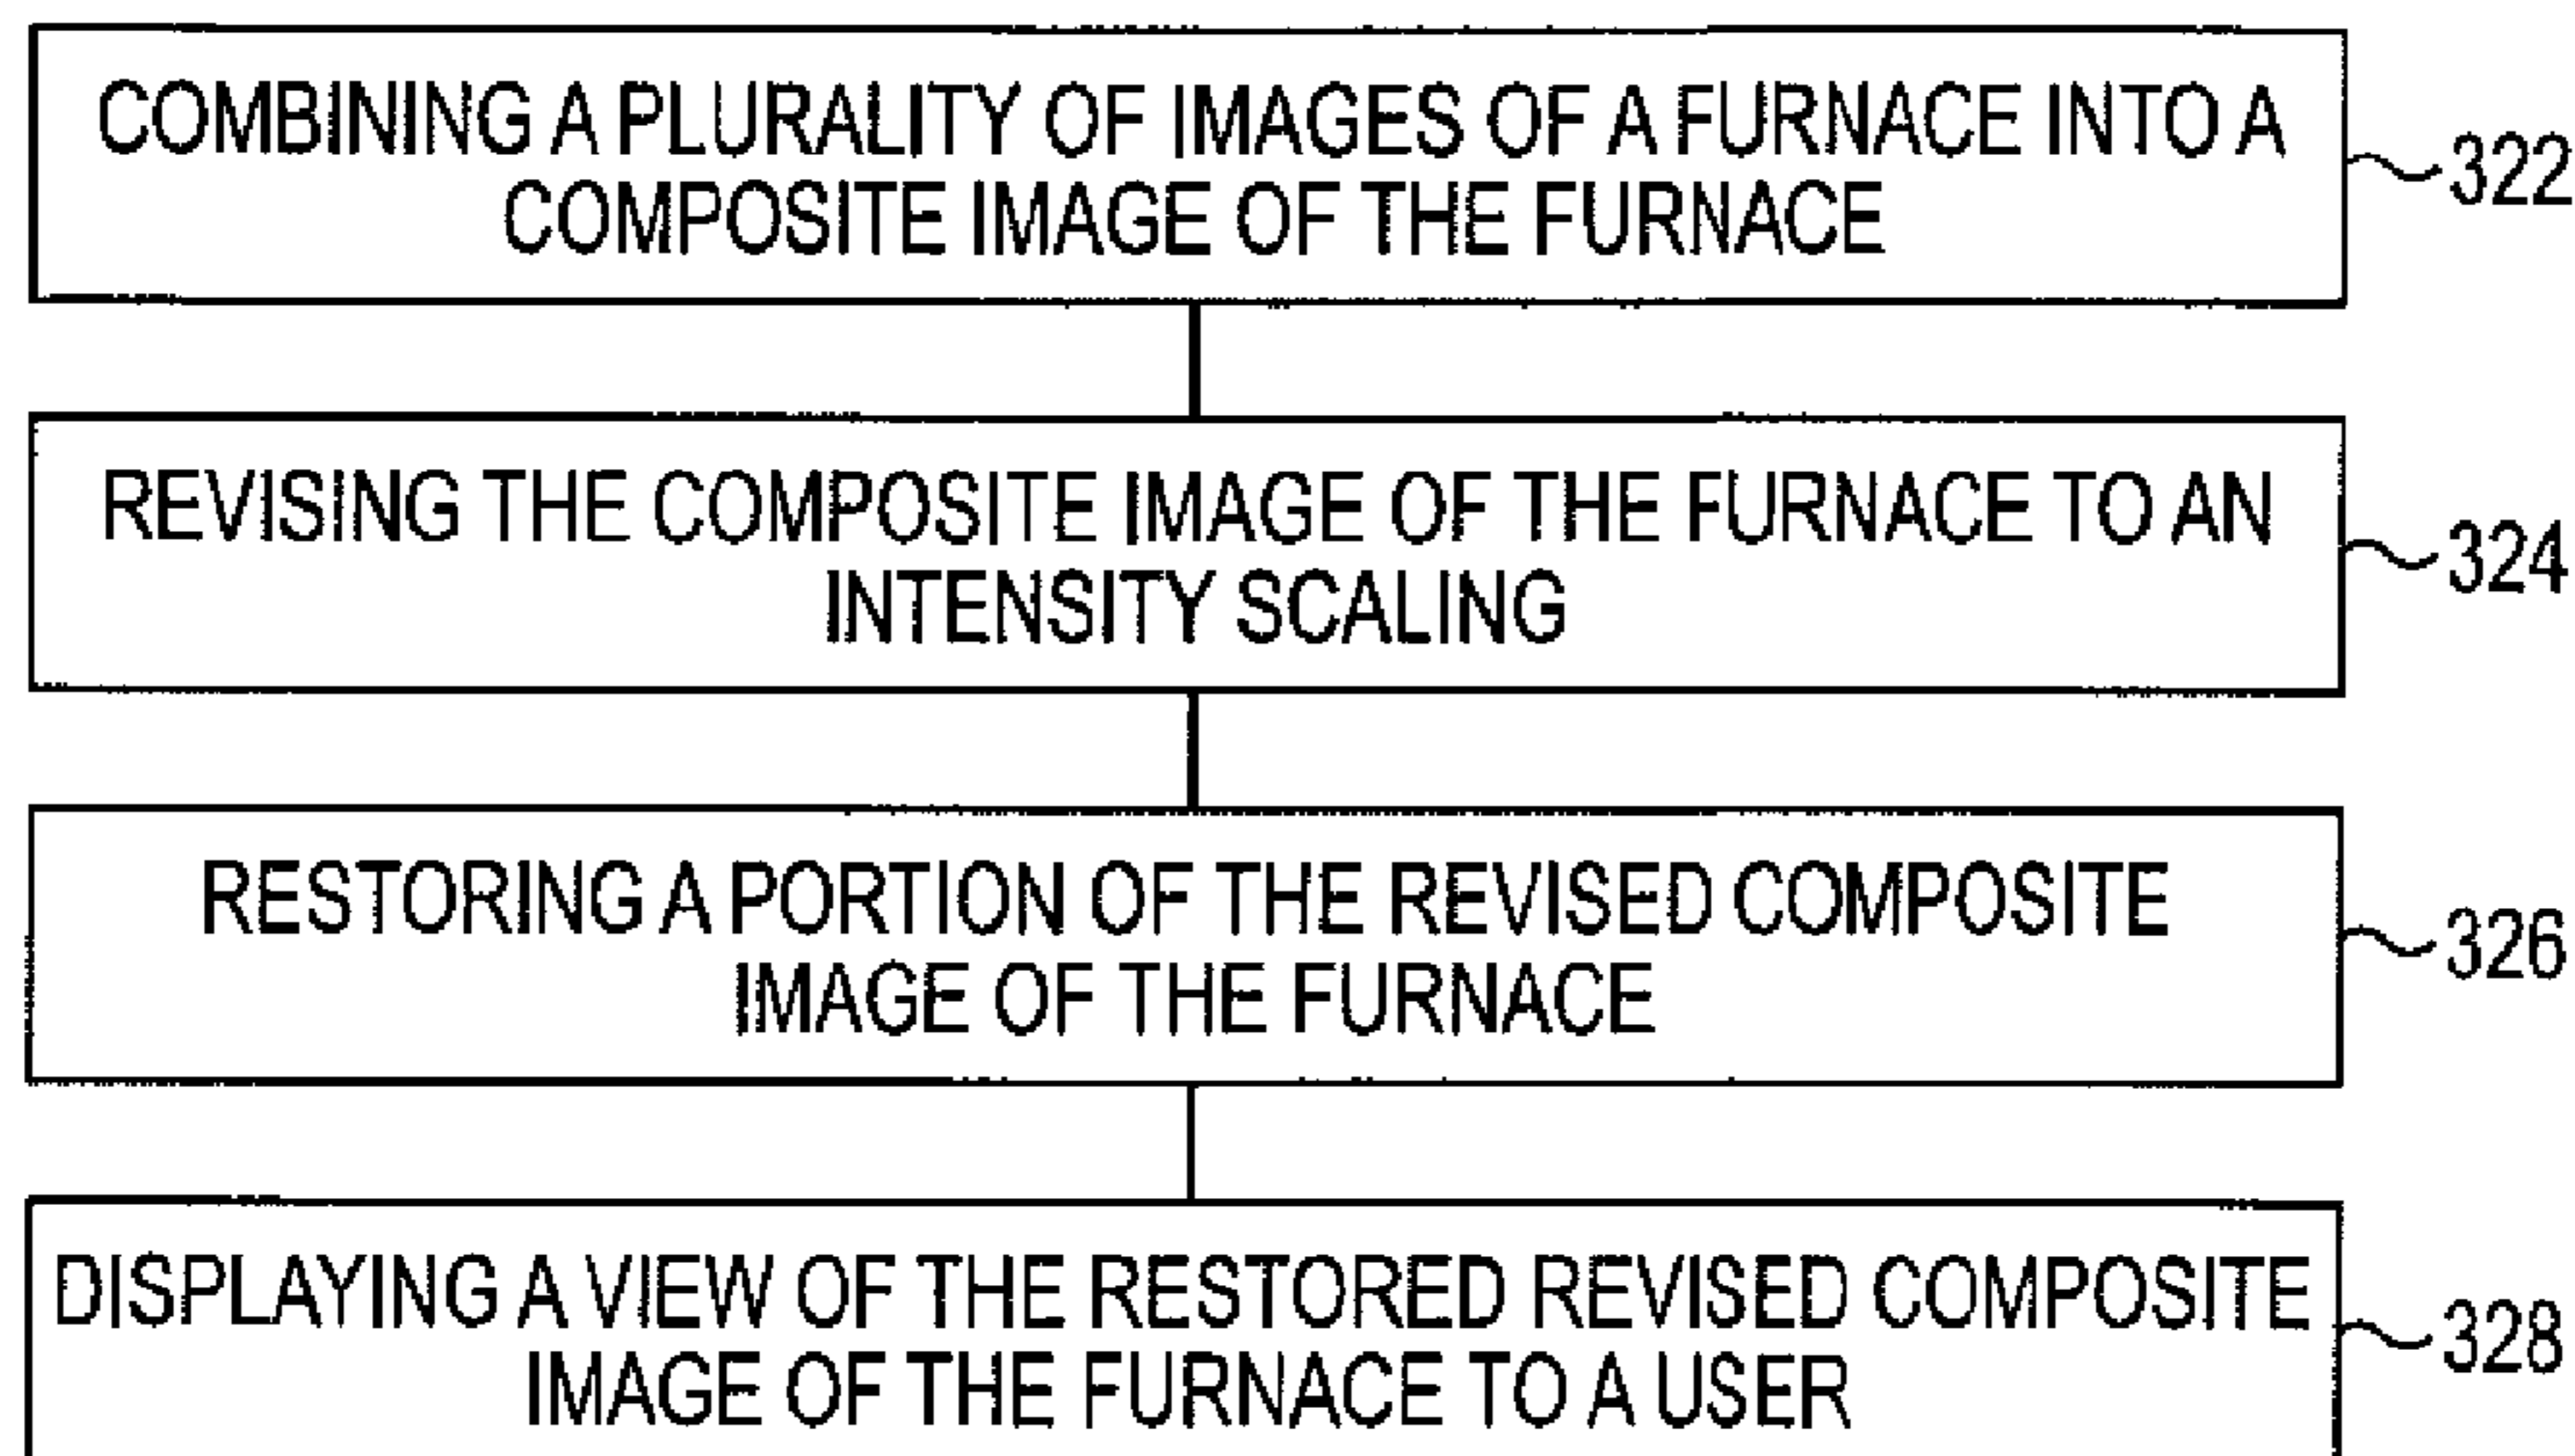 COMBINING A PLURALITY OF IMAGES OF A FURNACE INTO A
COMPOSITE IMAGE OF THE FURNACE
322
REVISING THE COMPOSITE IMAGE OF THE FURNACE TO AN
INTENSITY SCALING
324
RESTORING A PORTION OF THE REVISED COMPOSITE
IMAGE OF THE FURNACE
326
DISPLAYING A VIEW OF THE RESTORED REVISED COMPOSITE
IMAGE OF THE FURNACE TO A USER
328